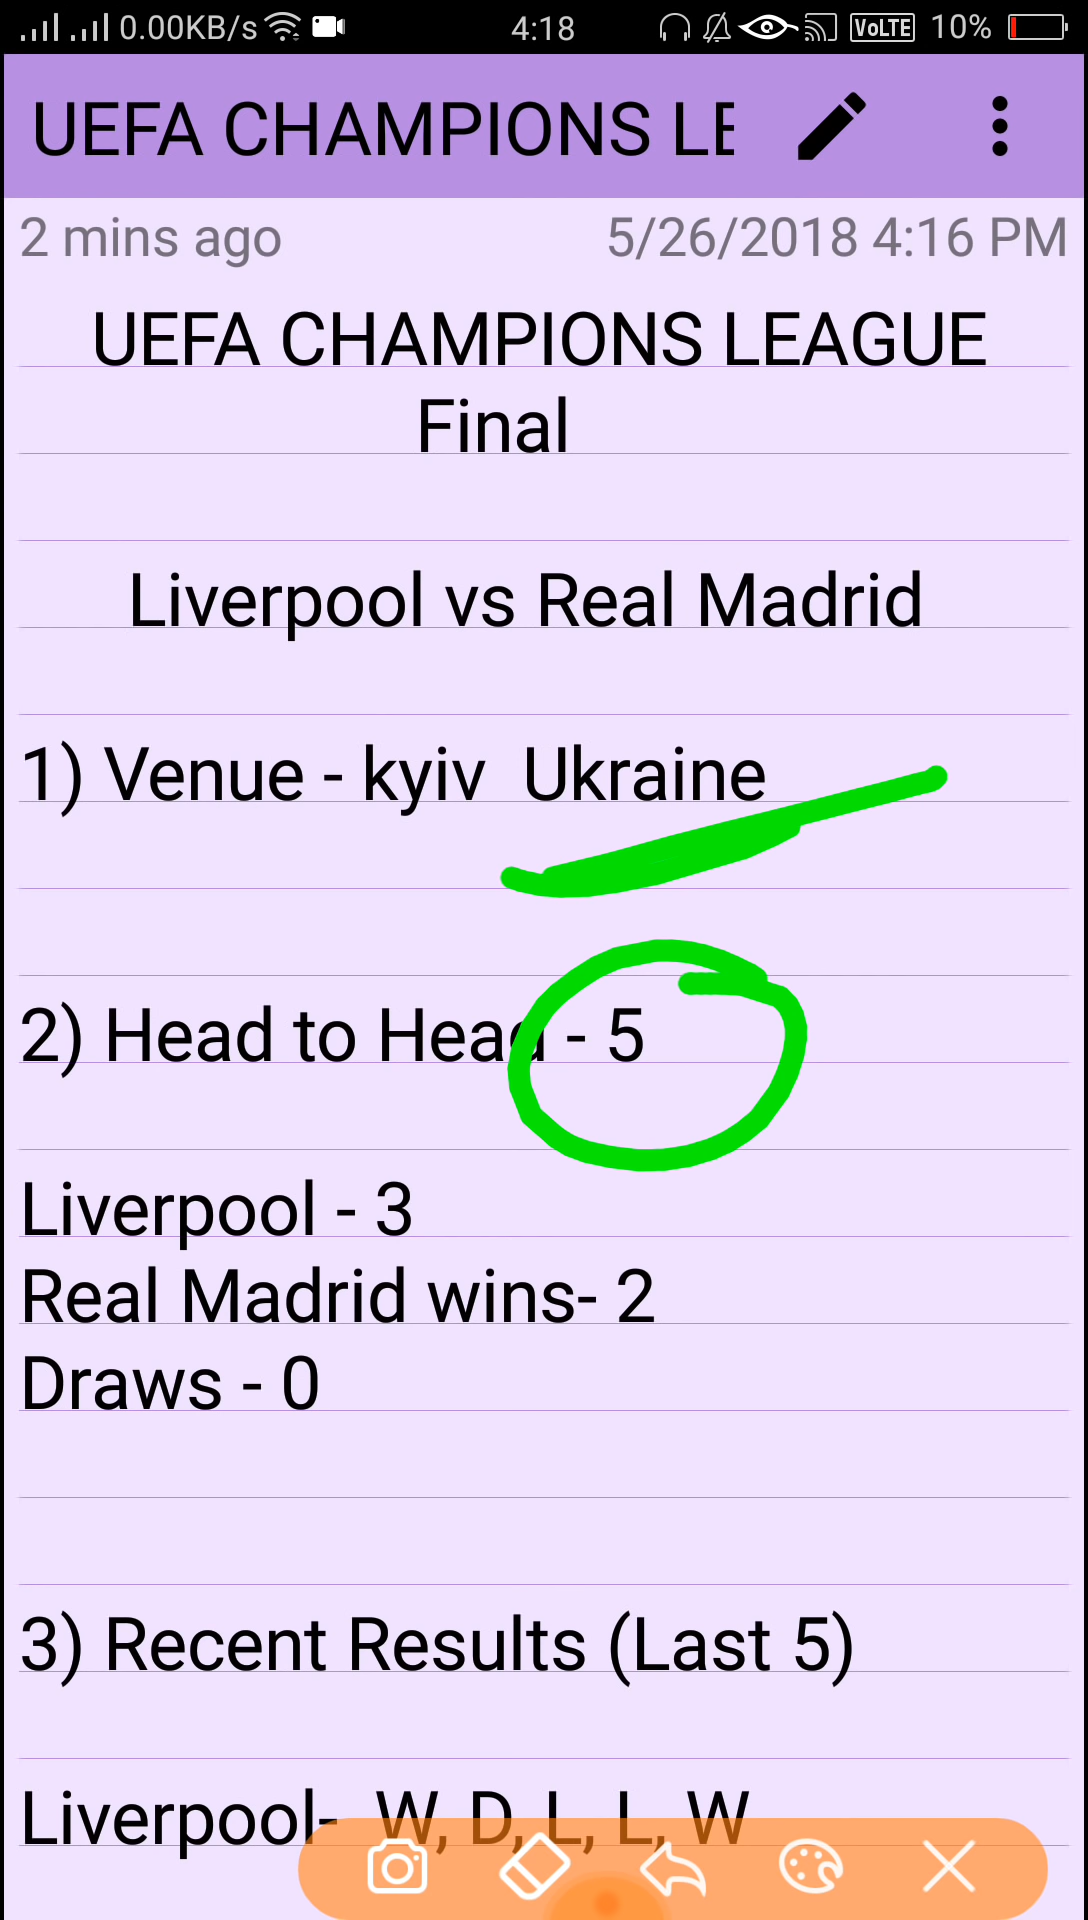 0.00KB/s 4:18 VoLTE 10%
UEFA CHAMPIONS LE
2 mins ago 5/26/2018 4:16 PM
UEFA CHAMPIONS LEAGUE
Final
Liverpool vs Real Madrid
1) Venue - kyiv  Ukraine
2) Head to Head - 5
Liverpool - 3
Real Madrid wins- 2
Draws - 0
3) Recent Results (Last 5)
Liverpool-  W, D, L, L, W